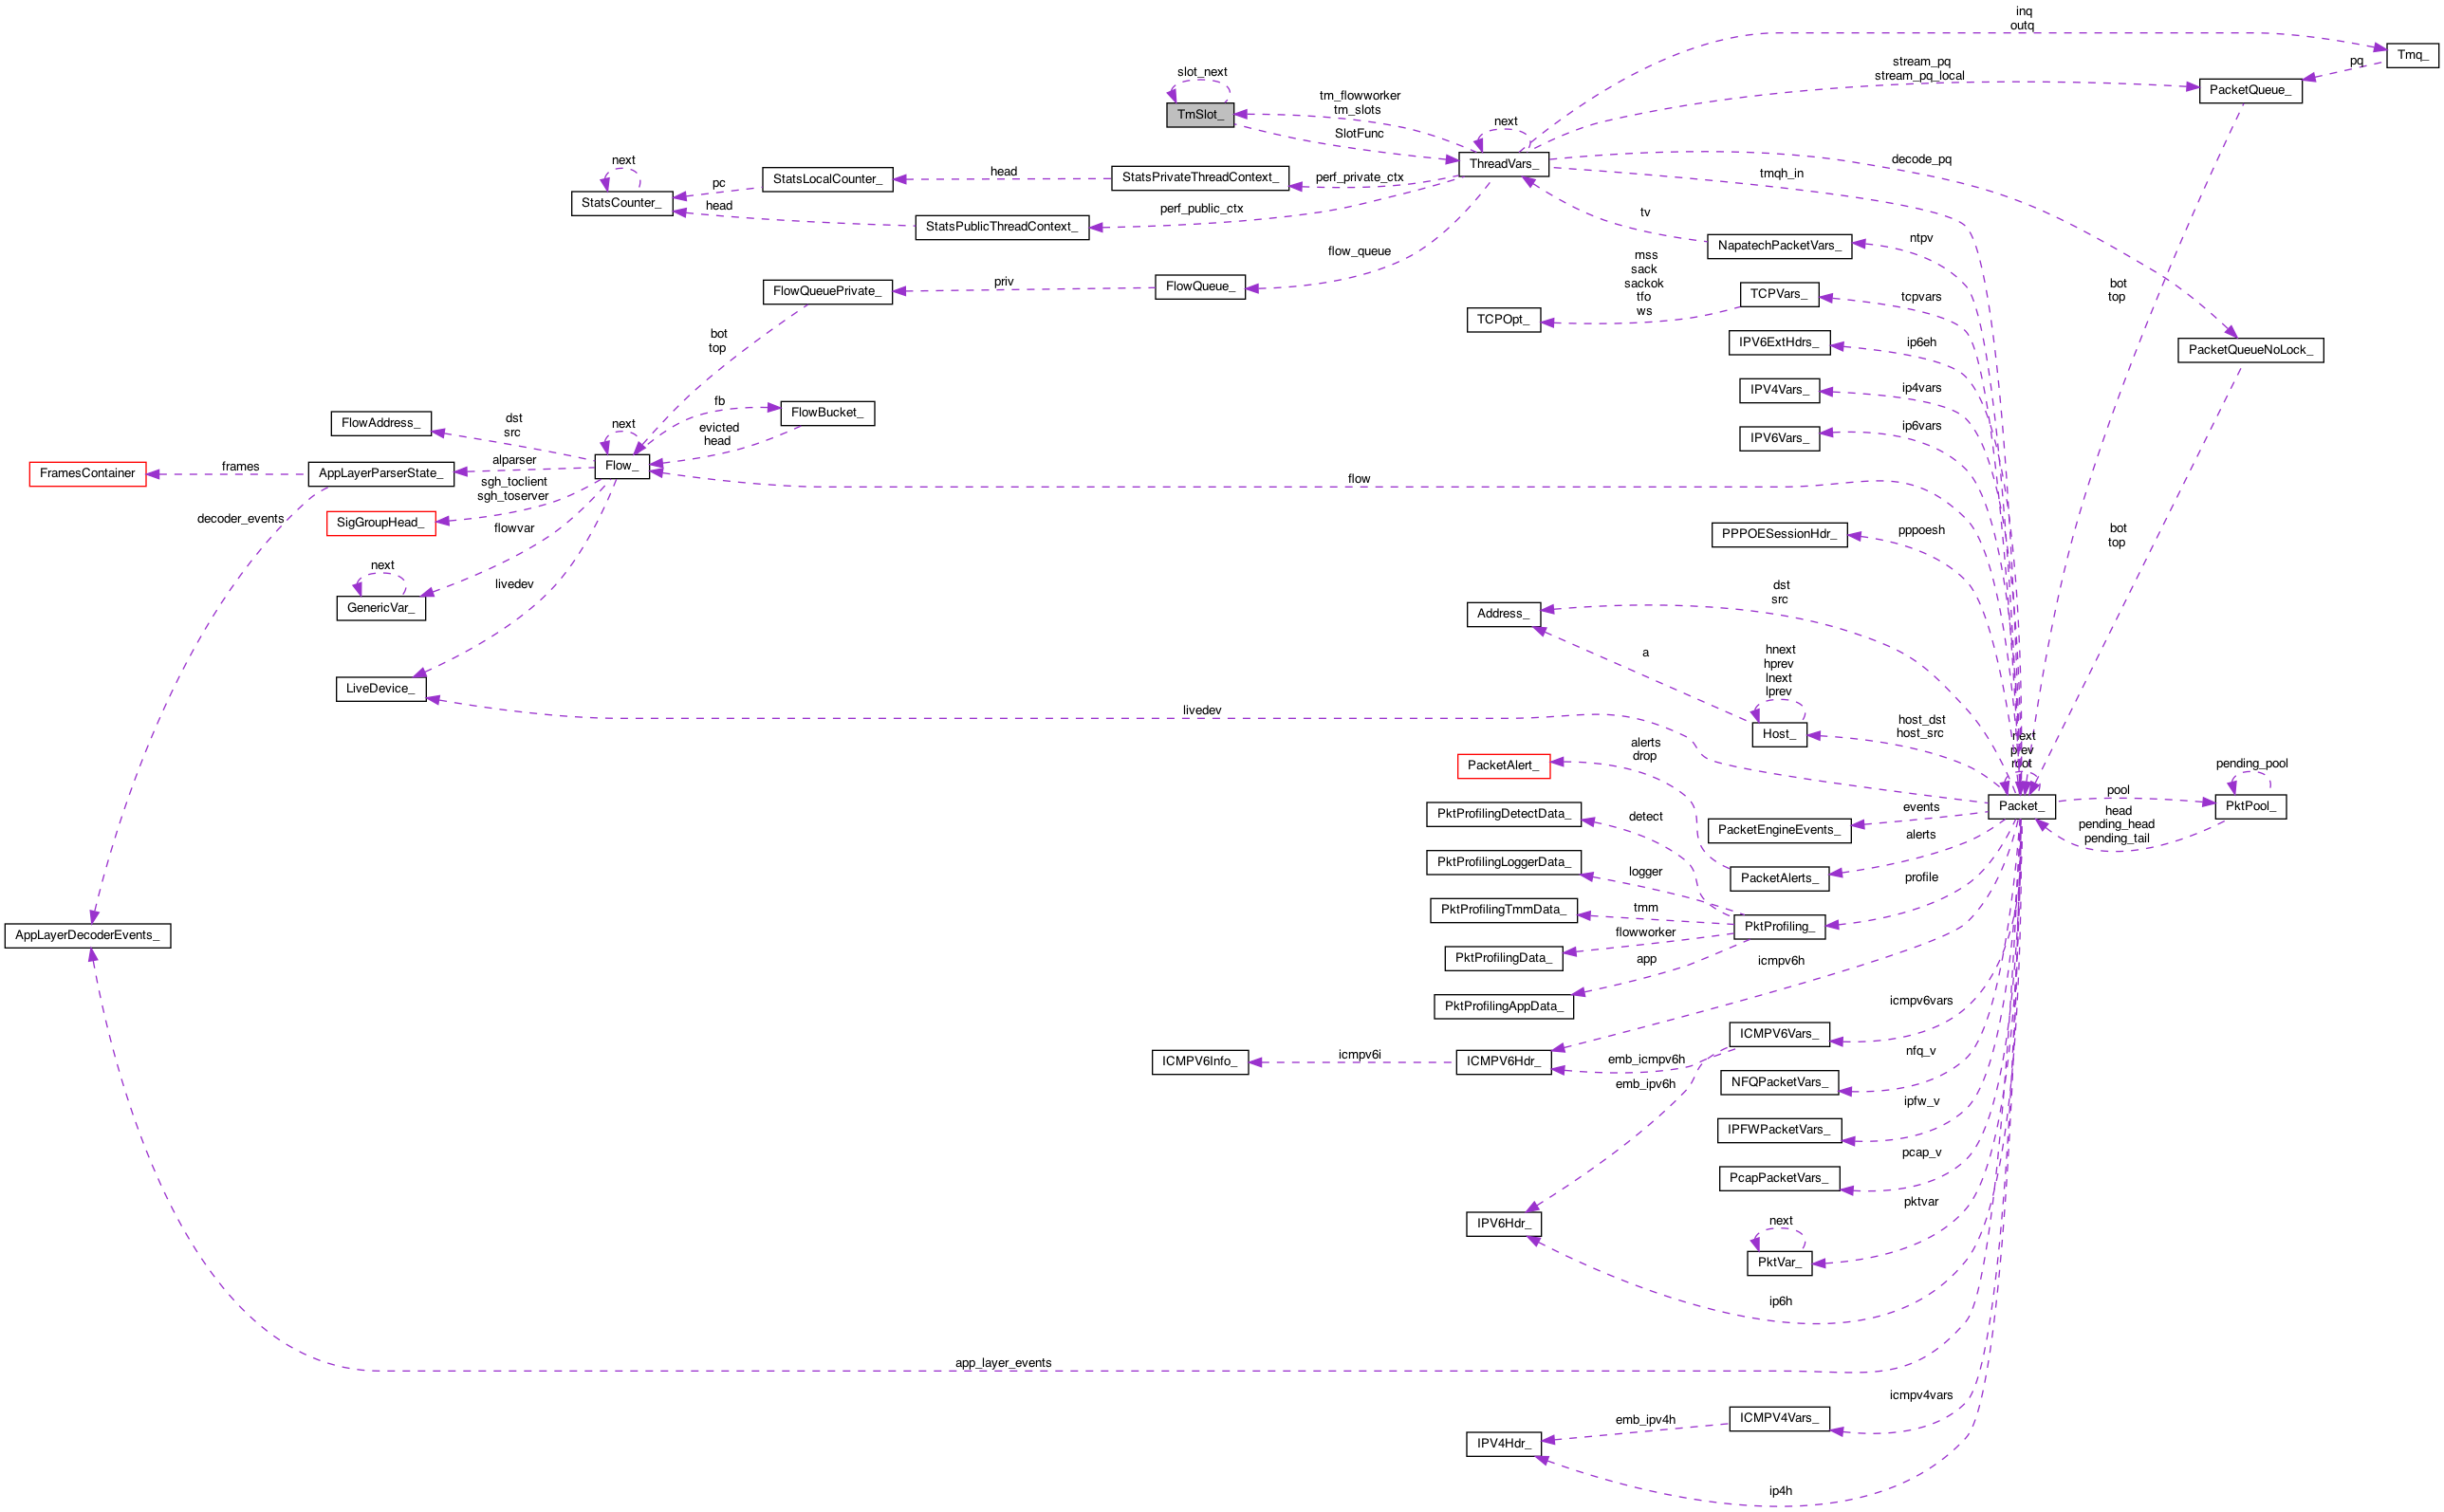 inq
outq
Tmq_
pq
stream_pq
stream_pq_local
PacketQueue_
slot_next
tm_flowworker
tm_slots
TmSlot_
SlotFunc
next
ThreadVars_
decode_pq
tmqh_in
next
StatsCounter_
pc
StatsLocalCounter_
head
StatsPrivateThreadContext_
perf_private_ctx
head
StatsPublicThreadContext_
perf_public_ctx
tv
NapatechPacketVars_
ntpv
flow_queue
FlowQueuePrivate_
priv
FlowQueue_
mss
sack
sackok
tfo
ws
TCPOpt_
TCPVars_
tcpvars
bot
top
IPV6ExtHdrs_
ip6eh
PacketQueueNoLock_
bot
top
IPV4Vars_
ip4vars
IPV6Vars_
ip6vars
FlowAddress_
dst
src
next
fb
FlowBucket_
evicted
head
FramesContainer
frames
AppLayerParserState_
alparser
Flow_
flow
sgh_toclient
sgh_toserver
SigGroupHead_
decoder_events
flowvar
PPPOESessionHdr_
pppoesh
bot
top
next
GenericVar_
livedev
Address_
dst
src
a
hnext
hprev
lnext
lprev
Host_
host_dst
host_src
LiveDevice_
livedev
next
prev
root
Packet_
pool
head
pending_head
pending_tail
pending_pool
PktPool_
PacketAlert_
alerts
drop
PktProfilingDetectData_
detect
PacketEngineEvents_
events
alerts
PktProfilingLoggerData_
logger
PacketAlerts_
profile
PktProfilingTmmData_
tmm
PktProfiling_
flowworker
PktProfilingData_
app
PktProfilingAppData_
AppLayerDecoderEvents_
icmpv6h
icmpv6vars
ICMPV6Vars_
ICMPV6Info_
icmpv6i
ICMPV6Hdr_
emb_icmpv6h
emb_ipv6h
nfq_v
NFQPacketVars_
ipfw_v
IPFWPacketVars_
pcap_v
PcapPacketVars_
pktvar
IPV6Hdr_
next
PktVar_
ip6h
app_layer_events
icmpv4vars
ICMPV4Vars_
emb_ipv4h
IPV4Hdr_
ip4h